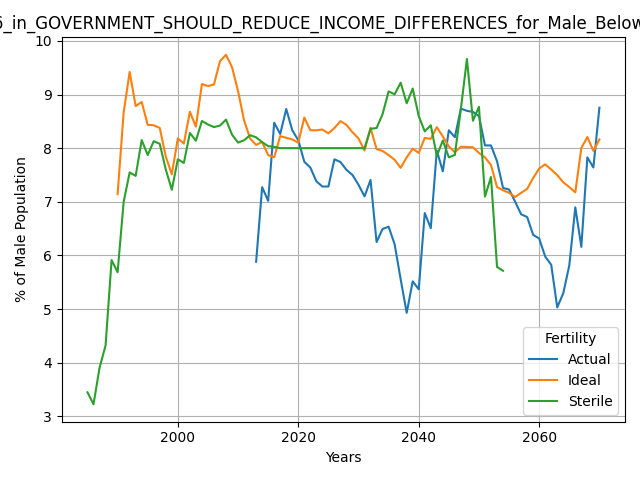 6_in_GOVERNMENT_SHOULD_REDUCE_INCOME_DIFFERENCES_for_Male_Below
10
9
8
7
6
5
4
3
% of Male Population
2000
2020
2040
2060
Years
Fertility
Actual
Ideal
Sterile